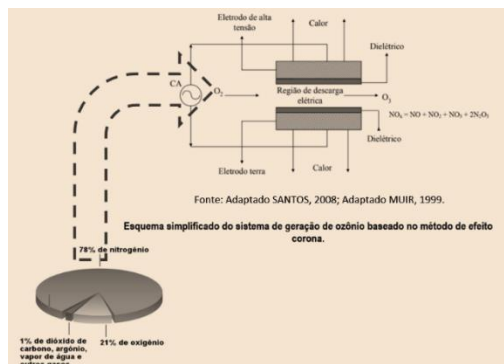 Eletrodo de alta
tensão
Calor
Dielétrico
CA
O2
Região de descarga
elétrica
O3
NOx = NO + NO2 + NO3 + 2N2O5
Dielétrico
Eletrodo terra
Calor
Fonte: Adaptado SANTOS, 2008; Adaptado MUIR, 1999.
Esquema simplificado do sistema de geração de ozônio baseado no método de efeito
corona.
78% de nitrogênio
1% de dióxido de
carbono, argónio,
vapor de água e
21% de oxigénio